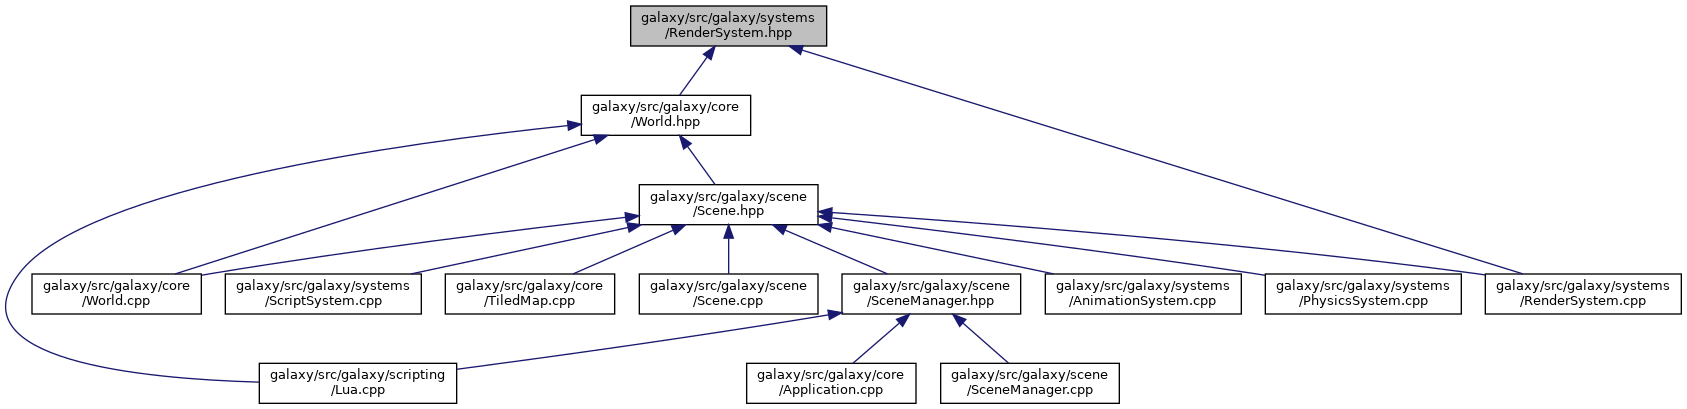 galaxy/src/galaxy/systems
/RenderSystem.hpp
galaxy/src/galaxy/core
/World.hpp
galaxy/src/galaxy/scene
/Scene.hpp
galaxy/src/galaxy/core
/World.cpp
galaxy/src/galaxy/systems
/ScriptSystem.cpp
galaxy/src/galaxy/core
/TiledMap.cpp
galaxy/src/galaxy/scene
/Scene.cpp
galaxy/src/galaxy/scene
/SceneManager.hpp
galaxy/src/galaxy/systems
/AnimationSystem.cpp
galaxy/src/galaxy/systems
/PhysicsSystem.cpp
galaxy/src/galaxy/systems
/RenderSystem.cpp
galaxy/src/galaxy/scripting
/Lua.cpp
galaxy/src/galaxy/core
/Application.cpp
galaxy/src/galaxy/scene
/SceneManager.cpp